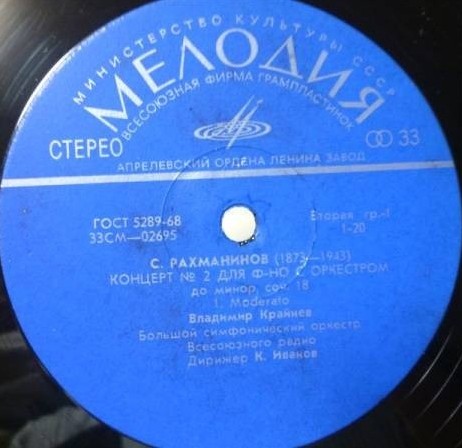 МИНИСТЕРСТВО КУЛЬТУРЫ СССР
МЕЛОДИЯ
ВСЕСОЮЗНАЯ ФИРМА ГРАМПЛАСТИНОК
СТЕРЕО
33
АПРЕЛЕВСКИЙ ОРДЕНА ЛЕНИНА ЗАВОД
ГОСТ 5289-68
Вторая гр.-1
33СМ—02695
1-20
С. РАХМАНИНОВ (1873—1943)
КОНЦЕРТ № 2 ДЛЯ Ф-НО С ОРКЕСТРОМ
до минор, соч. 18
1. Moderato
Владимир Крайнев
Большой симфонический оркестр
Всесоюзного радио
Дирижер К. Иванов